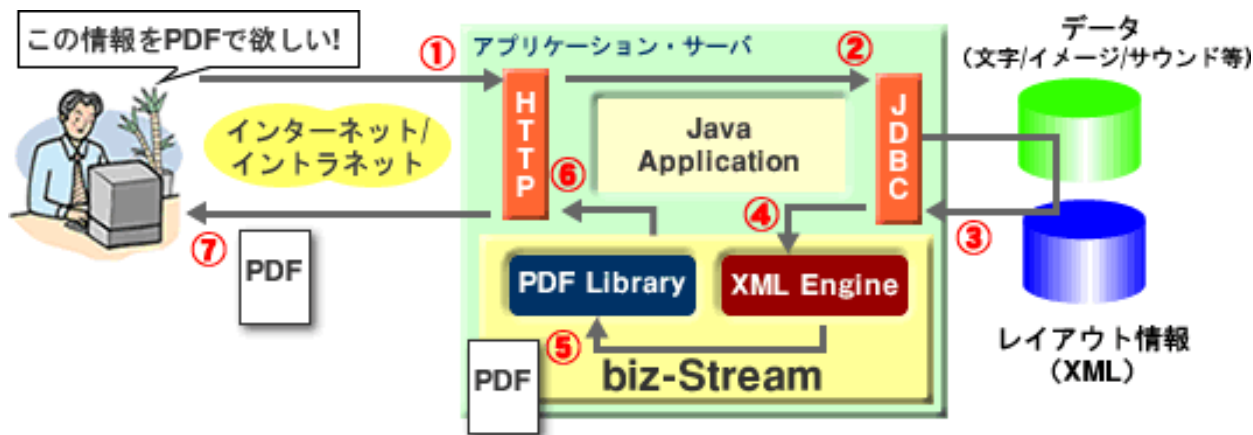 この情報をPDFで欲しい!
①
アプリケーション・サーバ
②
データ
(文字/イメージ/サウンド等)
HTTP
Java
Application
JDBC
インターネット/
イントラネット
⑥
④
③
⑦
PDF
PDF Library
XML Engine
⑤
PDF
biz-Stream
レイアウト情報
(XML)